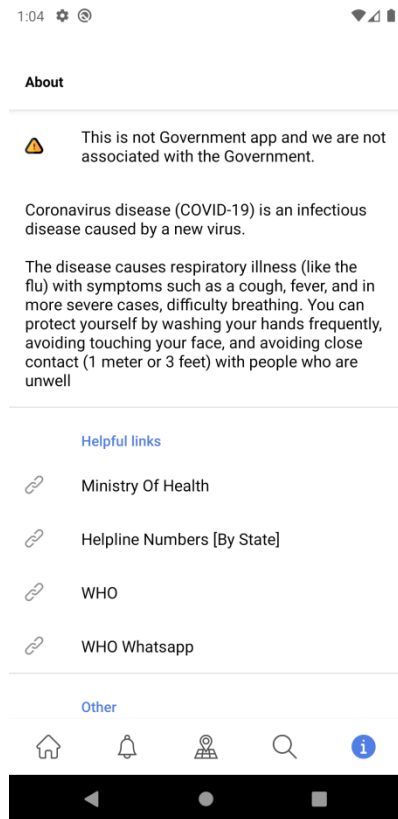 1:04
About
This is not Government app and we are not
associated with the Government.
Coronavirus disease (COVID-19) is an infectious
disease caused by a new virus.
The disease causes respiratory illness (like the
flu) with symptoms such as a cough, fever, and in
more severe cases, difficulty breathing. You can
protect yourself by washing your hands frequently,
avoiding touching your face, and avoiding close
contact (1 meter or 3 feet) with people who are
unwell
Helpful links
Ministry Of Health
Helpline Numbers [By State]
WHO
WHO Whatsapp
Other